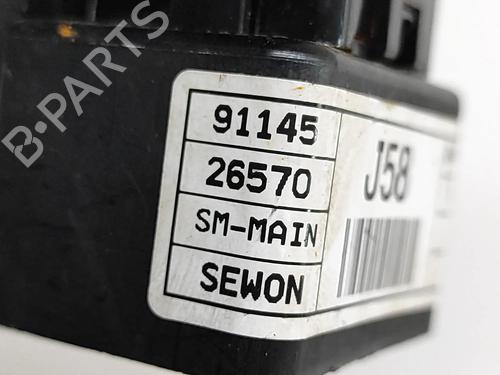 B-PARTS
91145
26570
SM-MAIN
SEWON
J58